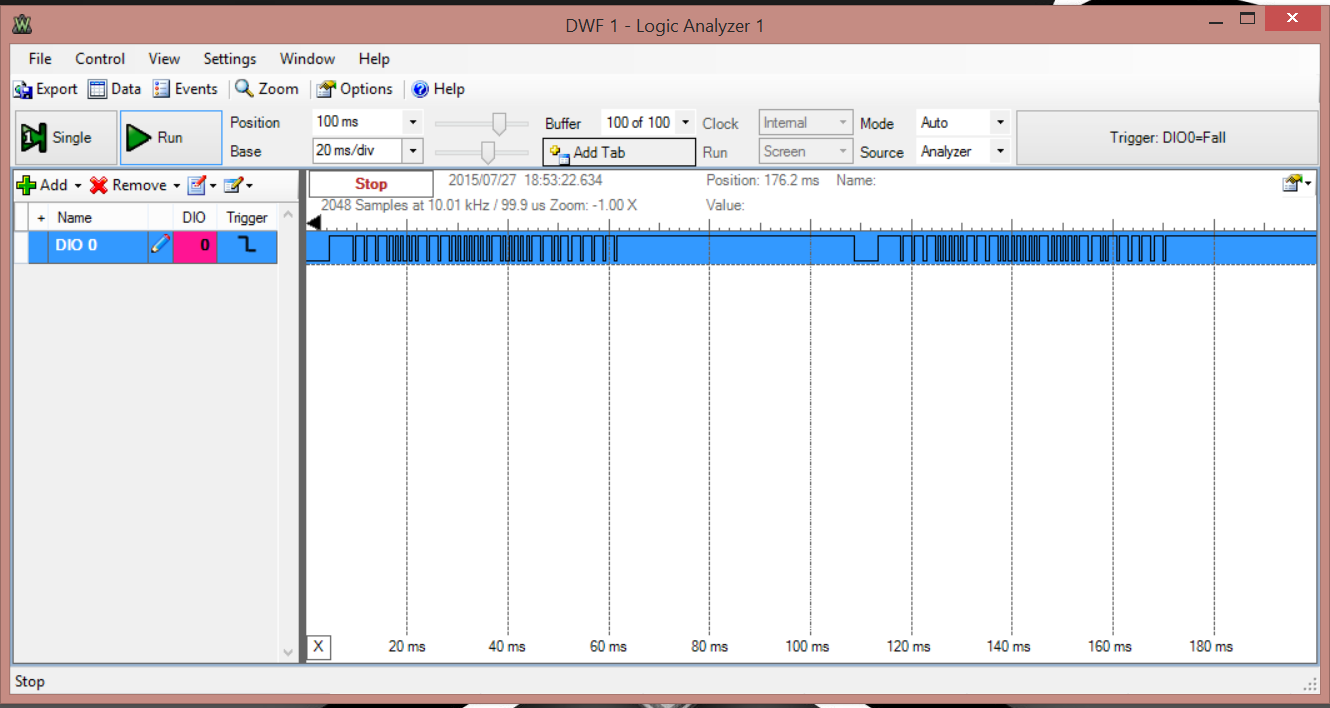 DWF 1 - Logic Analyzer 1
File Control View Settings Window Help
Export Data Events Zoom Options Help
Single Run
Position 100 ms
Base 20 ms/div
Buffer 100 of 100
Add Tab
Clock Internal
Run Screen
Mode Auto
Source Analyzer
Trigger: DIO0=Fall
Add Remove
+ Name DIO Trigger
DIO 0 0
Stop 2015/07/27 18:53:22.634 Position: 176.2 ms Name:
2048 Samples at 10.01 kHz / 99.9 us Zoom: -1.00 X Value:
X 20 ms 40 ms 60 ms 80 ms 100 ms 120 ms 140 ms 160 ms 180 ms
Stop